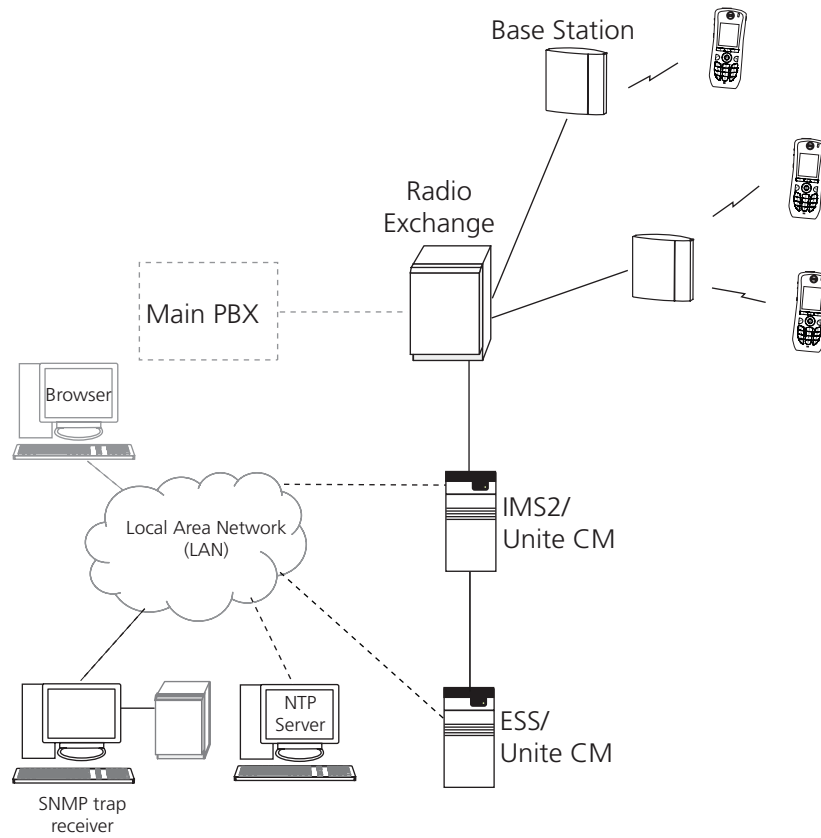 Base Station
Radio
Exchange
Main PBX
Browser
Local Area Network
(LAN)
IMS2/
Unite CM
NTP
Server
ESS/
Unite CM
SNMP trap
receiver